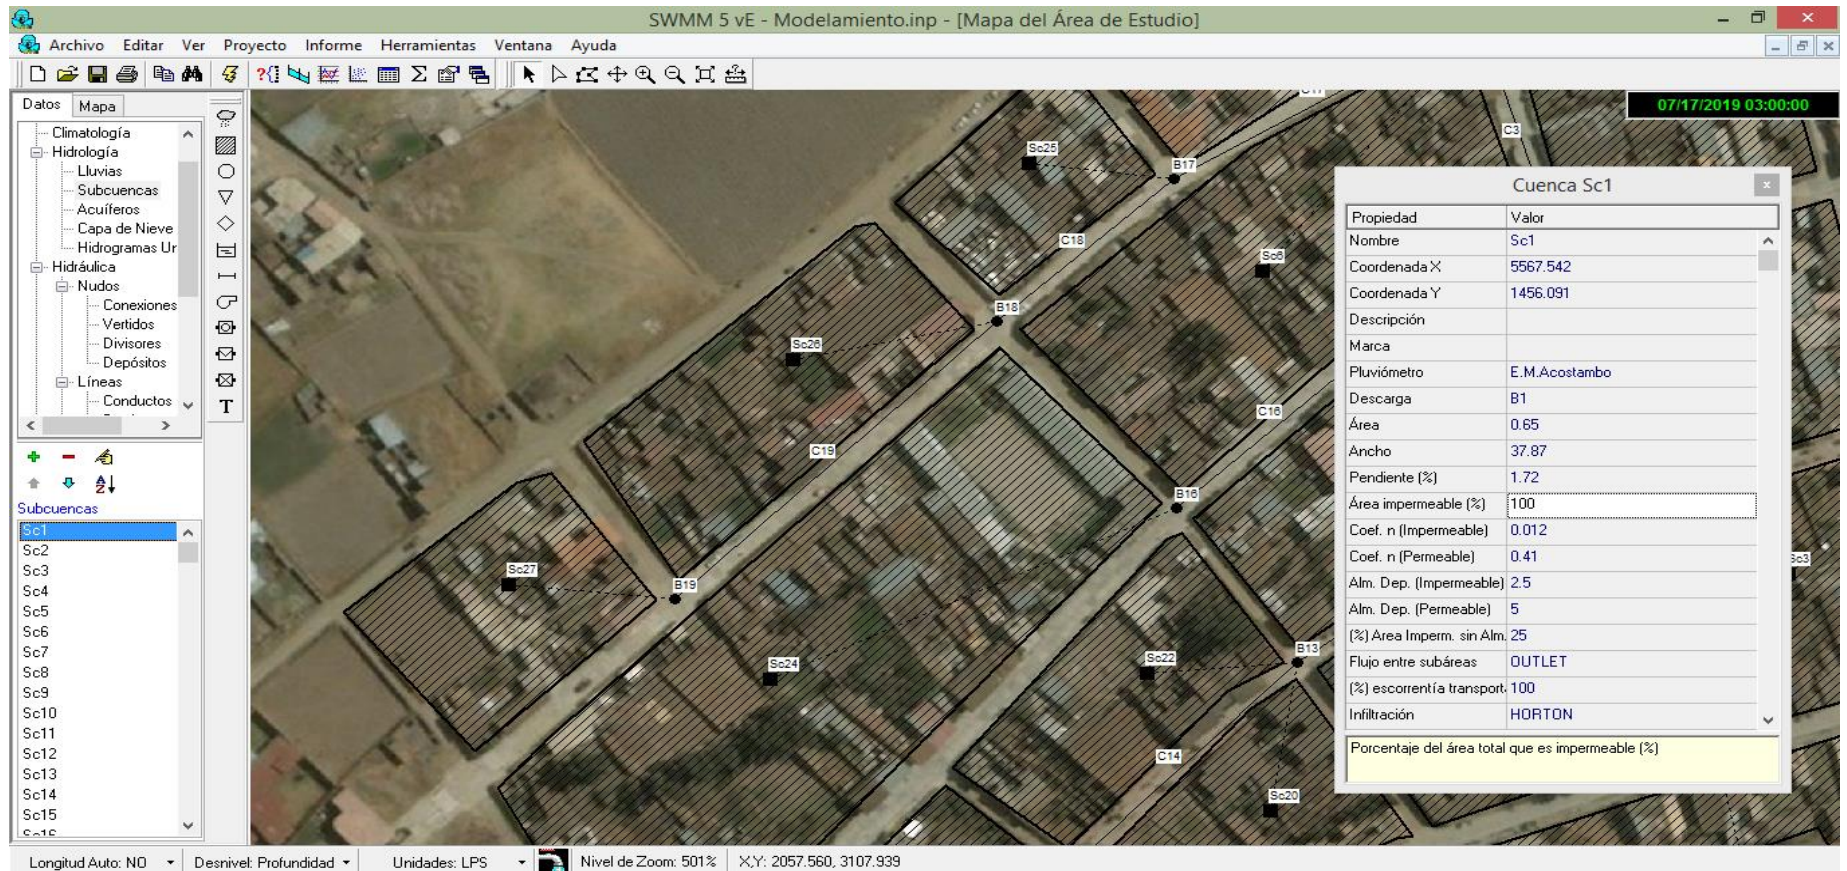 SWMM 5 vE - Modelamiento.inp - [Mapa del Área de Estudio]
Archivo Editar Ver Proyecto Informe Herramientas Ventana Ayuda
07/17/2019 03:00:00
Datos Mapa
Climatología
Hidrología
Lluvias
Subcuencas
Acuíferos
Capa de Nieve
Hidrogramas Ur
Hidráulica
Nudos
Conexiones
Vertidos
Divisores
Depósitos
Líneas
Conductos
T
Subcuencas
Sc1
Sc2
Sc3
Sc4
Sc5
Sc6
Sc7
Sc8
Sc9
Sc10
Sc11
Sc12
Sc13
Sc14
Sc15
Sc16
C17
C3
Sc25
B17
C18
Sc6
B18
Sc26
C16
C19
B16
Sc3
Sc27
B19
Sc24
Sc22
B13
C14
Sc20
Cuenca Sc1
Propiedad Valor
Nombre Sc1
Coordenada X 5567.542
Coordenada Y 1456.091
Descripción
Marca
Pluviómetro E.M.Acostambo
Descarga B1
Área 0.65
Ancho 37.87
Pendiente (%) 1.72
Área impermeable (%) 100
Coef. n (Impermeable) 0.012
Coef. n (Permeable) 0.41
Alm. Dep. (Impermeable) 2.5
Alm. Dep. (Permeable) 5
(%) Area Imperm. sin Alm. 25
Flujo entre subáreas OUTLET
(%) escorrentía transport. 100
Infiltración HORTON
Porcentaje del área total que es impermeable (%)
Longitud Auto: NO Desnivel: Profundidad Unidades: LPS Nivel de Zoom: 501% X,Y: 2057.560, 3107.939